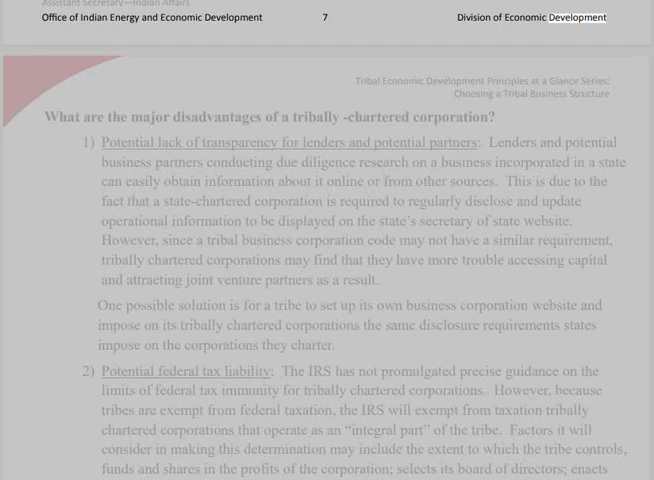 Assistant Secretary—Indian Affairs
Office of Indian Energy and Economic Development 7 Division of Economic Development
Tribal Economic Development Principles at a Glance Series:
Choosing a Tribal Business Structure
What are the major disadvantages of a tribally -chartered corporation?
1) Potential lack of transparency for lenders and potential partners: Lenders and potential
business partners conducting due diligence research on a business incorporated in a state
can easily obtain information about it online or from other sources. This is due to the
fact that a state-chartered corporation is required to regularly disclose and update
operational information to be displayed on the state's secretary of state website.
However, since a tribal business corporation code may not have a similar requirement,
tribally chartered corporations may find that they have more trouble accessing capital
and attracting joint venture partners as a result.
One possible solution is for a tribe to set up its own business corporation website and
impose on its tribally chartered corporations the same disclosure requirements states
impose on the corporations they charter.
2) Potential federal tax liability: The IRS has not promulgated precise guidance on the
limits of federal tax immunity for tribally chartered corporations. However, because
tribes are exempt from federal taxation, the IRS will exempt from taxation tribally
chartered corporations that operate as an “integral part” of the tribe. Factors it will
consider in making this determination may include the extent to which the tribe controls,
funds and shares in the profits of the corporation; selects its board of directors; enacts